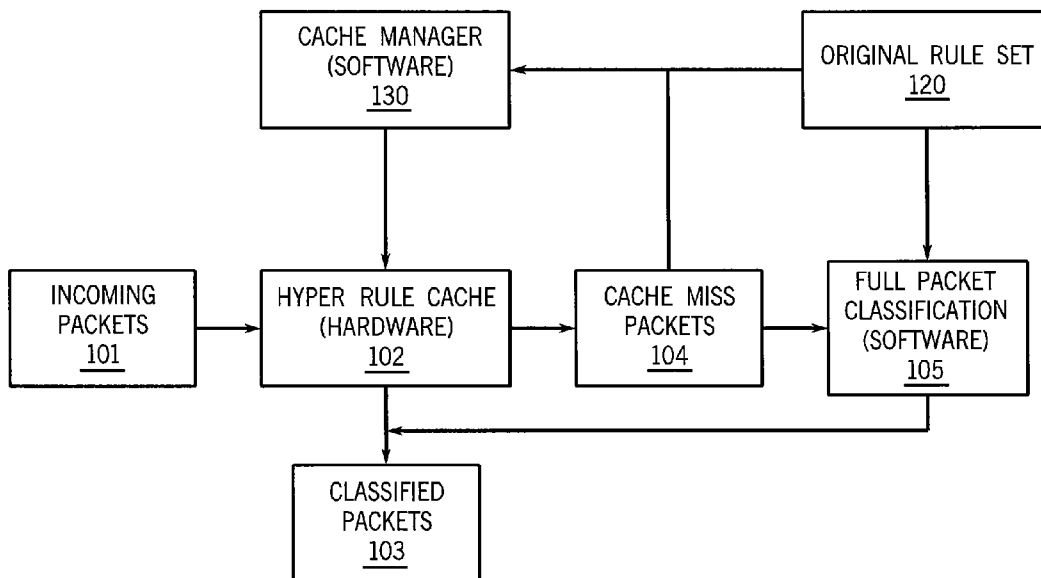 CACHE MANAGER
(SOFTWARE)
130
ORIGINAL RULE SET
120
INCOMING
PACKETS
101
HYPER RULE CACHE
(HARDWARE)
102
CACHE MISS
PACKETS
104
FULL PACKET
CLASSIFICATION
(SOFTWARE)
105
CLASSIFIED
PACKETS
103